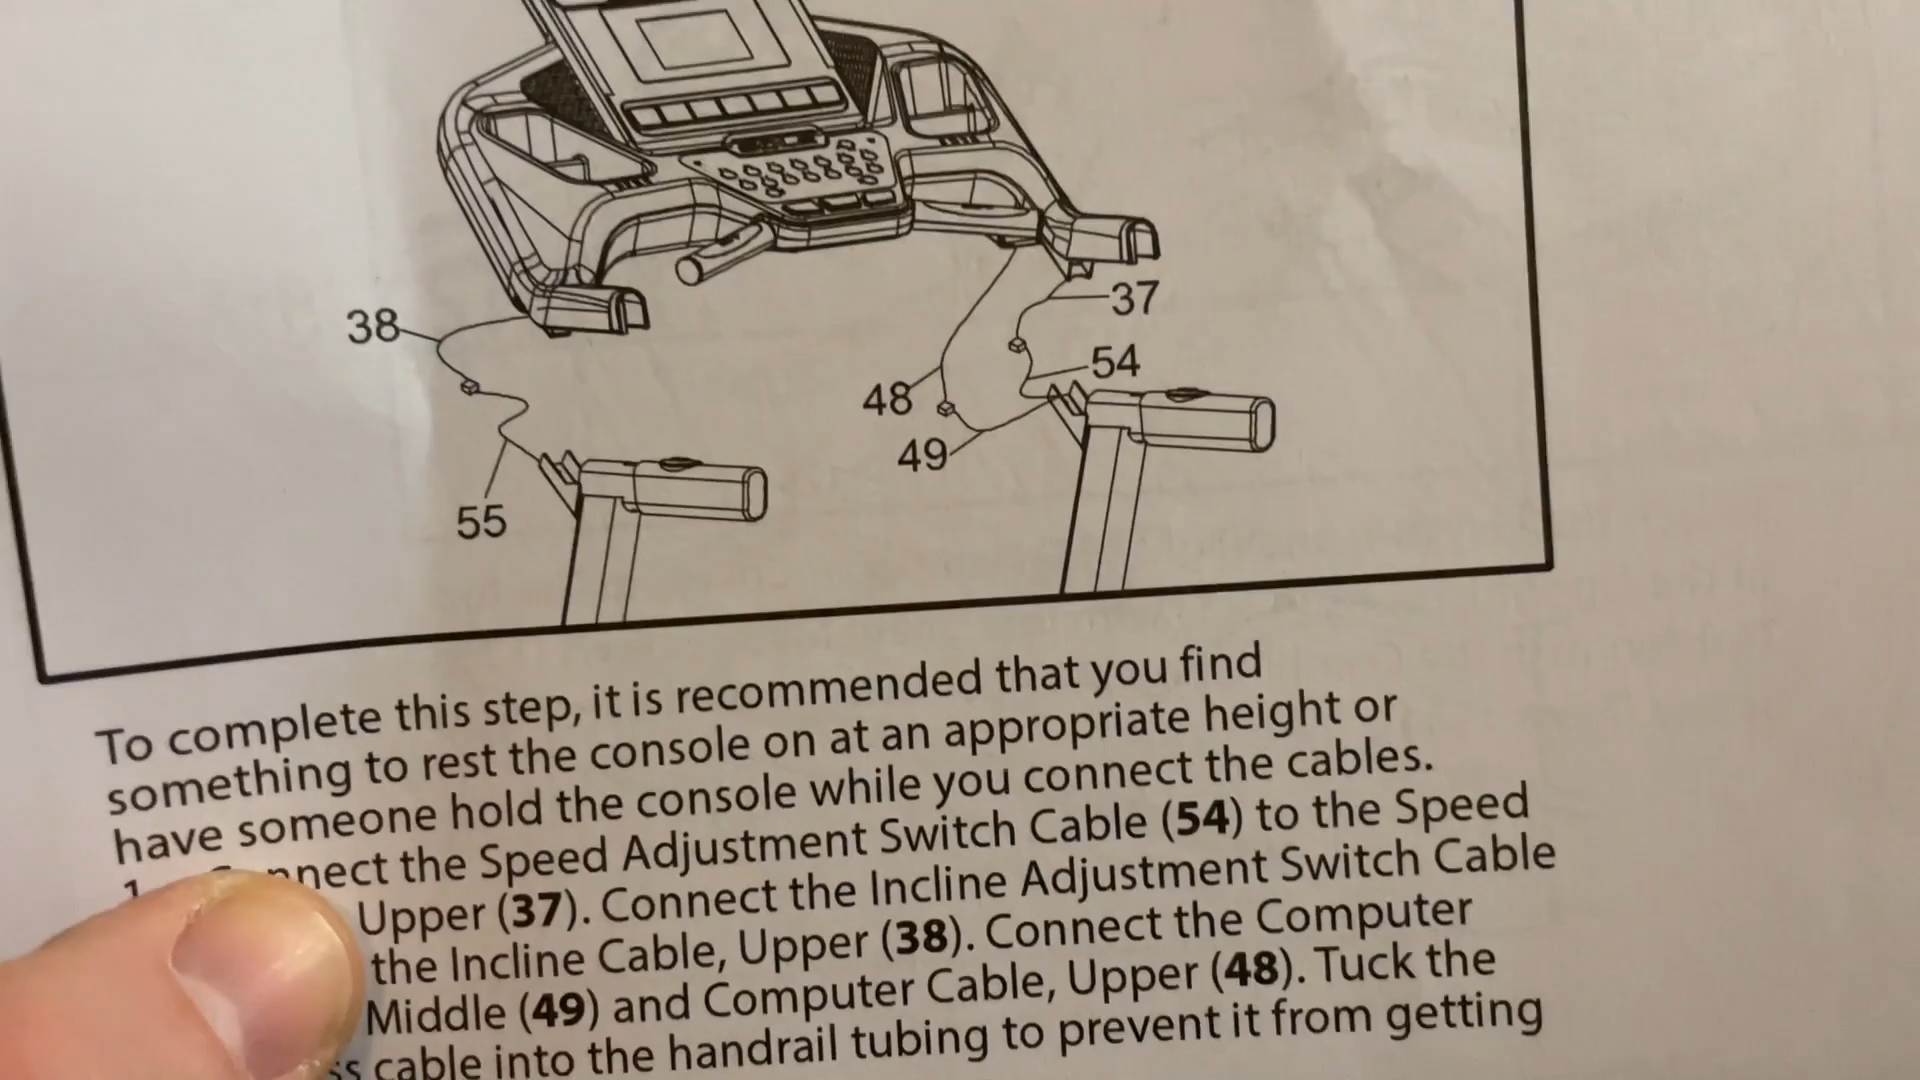 38
37
54
48
49
55
To complete this step, it is recommended that you find
something to rest the console on at an appropriate height or
have someone hold the console while you connect the cables.
1. Connect the Speed Adjustment Switch Cable (54) to the Speed
Upper (37). Connect the Incline Adjustment Switch Cable
the Incline Cable, Upper (38). Connect the Computer
Middle (49) and Computer Cable, Upper (48). Tuck the
cable into the handrail tubing to prevent it from getting